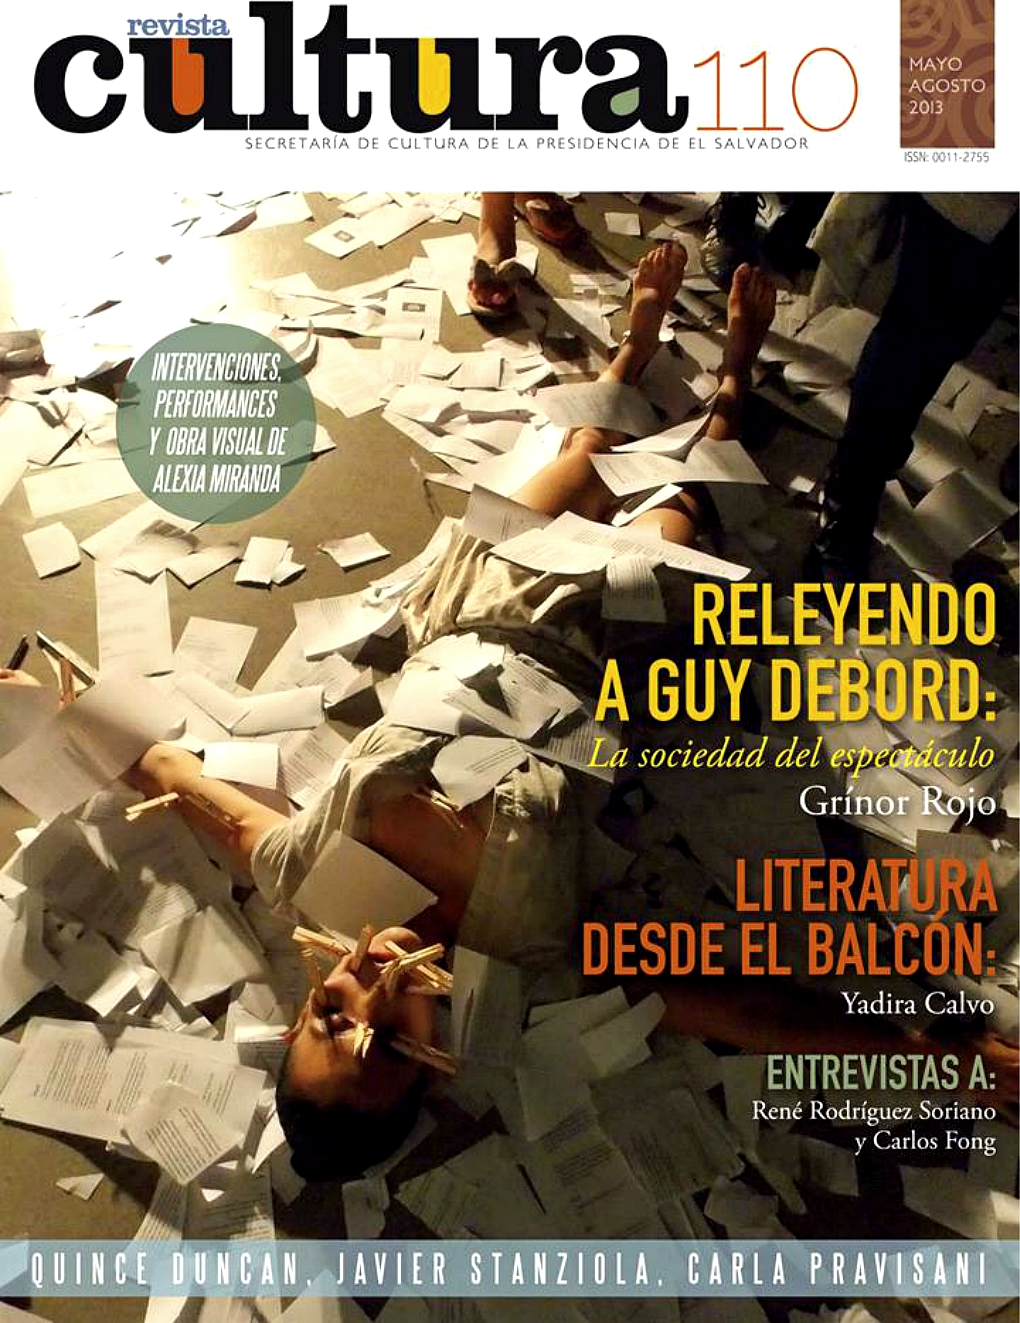 revista
cultura 110
MAYO
AGOSTO
2013
SECRETARÍA DE CULTURA DE LA PRESIDENCIA DE EL SALVADOR
ISSN: 0011-2755
INTERVENCIONES,
PERFORMANCES
Y OBRA VISUAL DE
ALEXIA MIRANDA
RELEYENDO
A GUY DEBORD:
La sociedad del espectáculo
Grínor Rojo
LITERATURA
DESDE EL BALCÓN:
Yadira Calvo
ENTREVISTAS A:
René Rodríguez Soriano
y Carlos Fong
QUINCE DUNCAN, JAVIER STANZIOLA, CARLA PRAVISANI